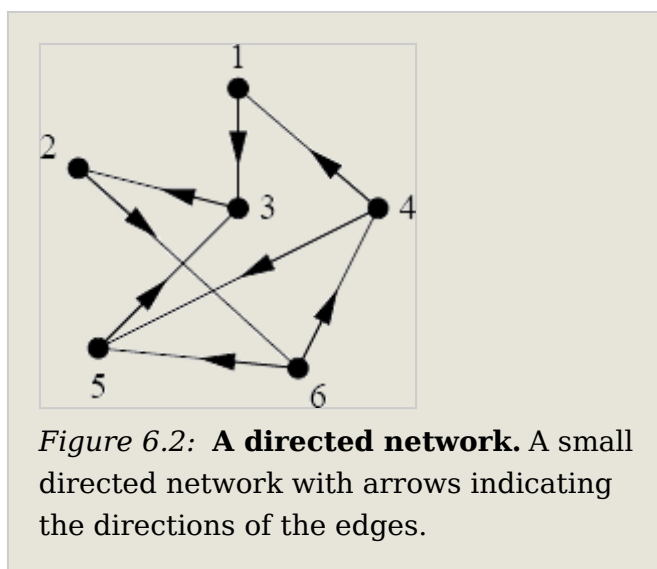 1
2
3
4
5
6
Figure 6.2: A directed network. A small
directed network with arrows indicating
the directions of the edges.